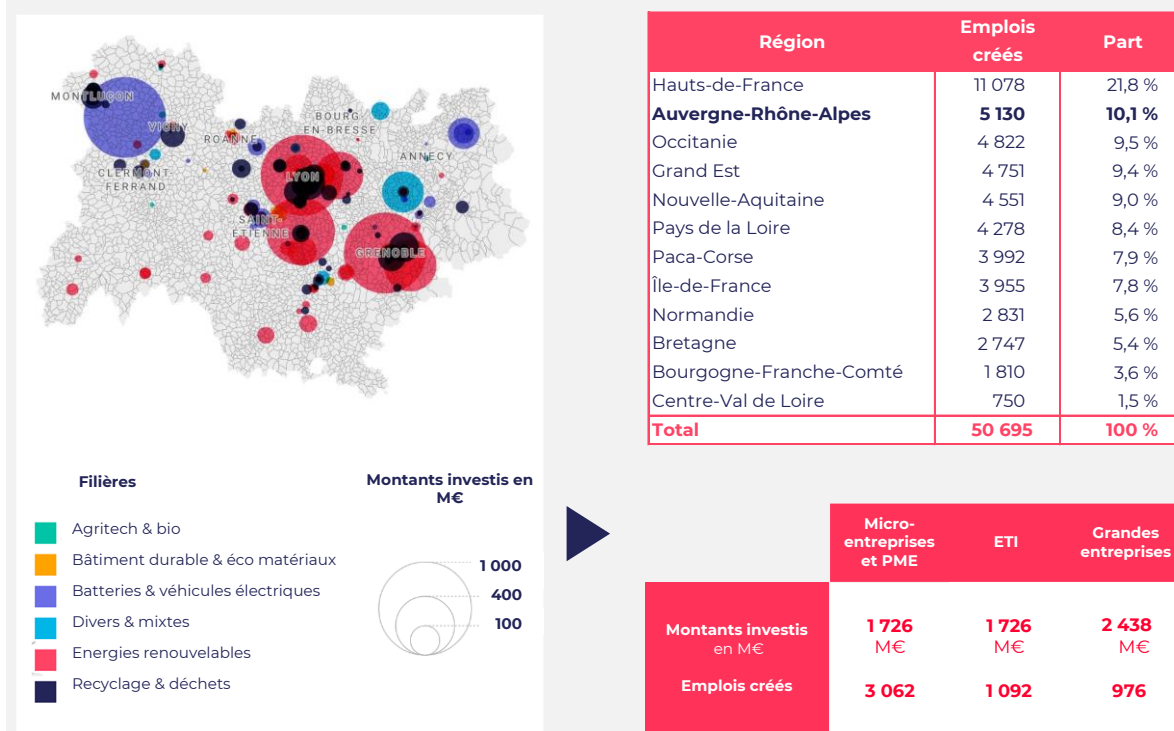 MONTLUÇON
VICHY
ROANNE
BOURG
EN-BRESSE
ANNECY
CLERMONT-
FERRAND
LYON
SAINT-
ETIENNE
GRENOBLE
Filières
Agritech & bio
Bâtiment durable & éco matériaux
Batteries & véhicules électriques
Divers & mixtes
Energies renouvelables
Recyclage & déchets
Montants investis en
M€
1 000
400
100
Région Emplois créés Part
Hauts-de-France 11 078 21,8 %
Auvergne-Rhône-Alpes 5 130 10,1 %
Occitanie 4 822 9,5 %
Grand Est 4 751 9,4 %
Nouvelle-Aquitaine 4 551 9,0 %
Pays de la Loire 4 278 8,4 %
Paca-Corse 3 992 7,9 %
Île-de-France 3 955 7,8 %
Normandie 2 831 5,6 %
Bretagne 2 747 5,4 %
Bourgogne-Franche-Comté 1 810 3,6 %
Centre-Val de Loire 750 1,5 %
Total 50 695 100 %
Micro-
entreprises
et PME
ETI
Grandes
entreprises
Montants investis
en M€
1 726
M€
1 726
M€
2 438
M€
Emplois créés 3 062 1 092 976